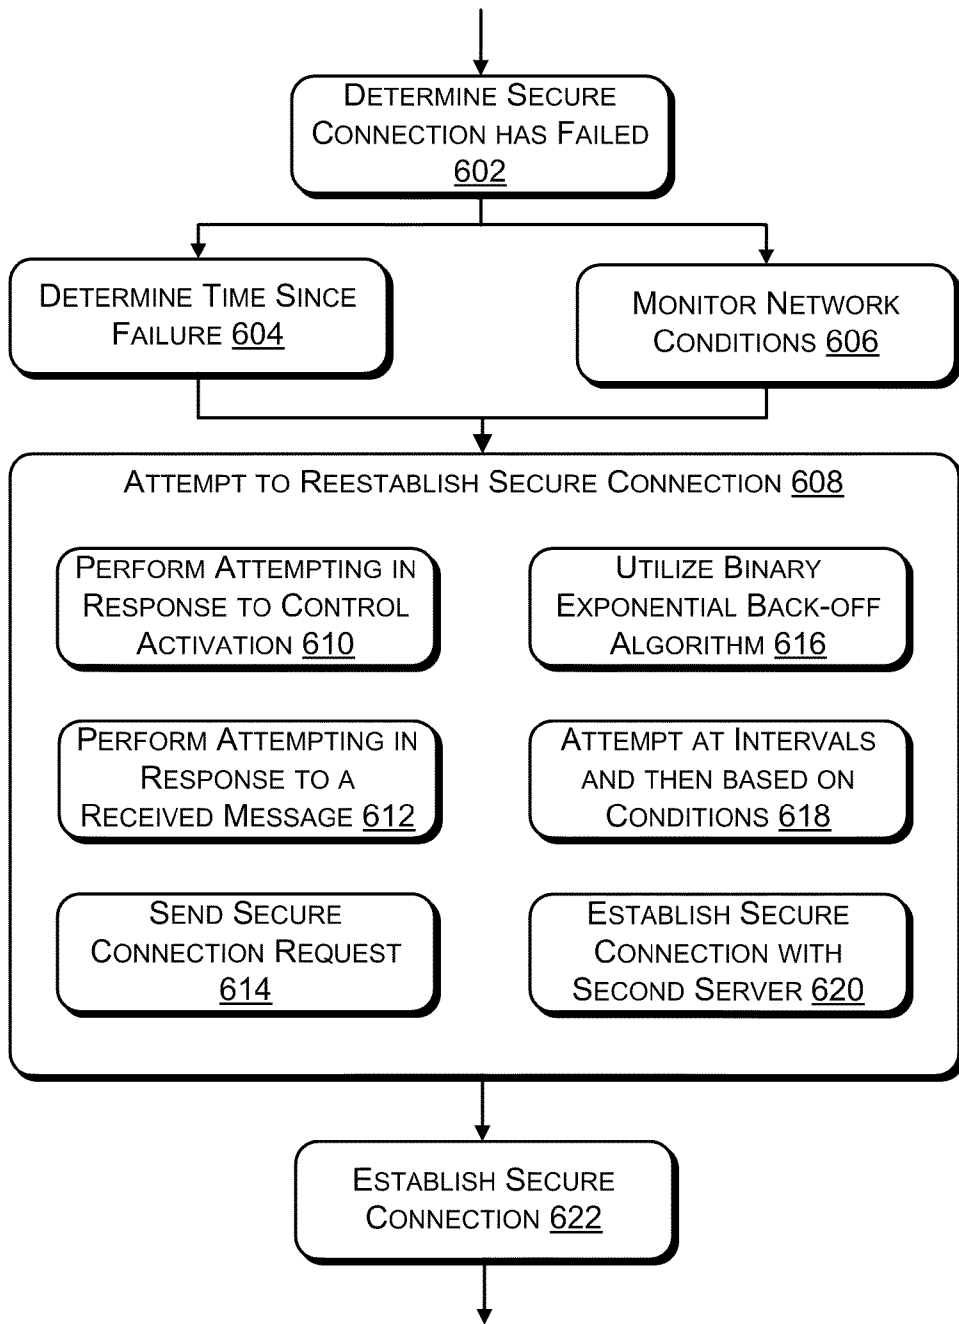 DETERMINE SECURE
CONNECTION HAS FAILED
602
DETERMINE TIME SINCE
FAILURE 604
MONITOR NETWORK
CONDITIONS 606
ATTEMPT TO REESTABLISH SECURE CONNECTION 608
PERFORM ATTEMPTING IN
RESPONSE TO CONTROL
ACTIVATION 610
UTILIZE BINARY
EXPONENTIAL BACK-OFF
ALGORITHM 616
PERFORM ATTEMPTING IN
RESPONSE TO A
RECEIVED MESSAGE 612
ATTEMPT AT INTERVALS
AND THEN BASED ON
CONDITIONS 618
SEND SECURE
CONNECTION REQUEST
614
ESTABLISH SECURE
CONNECTION WITH
SECOND SERVER 620
ESTABLISH SECURE
CONNECTION 622